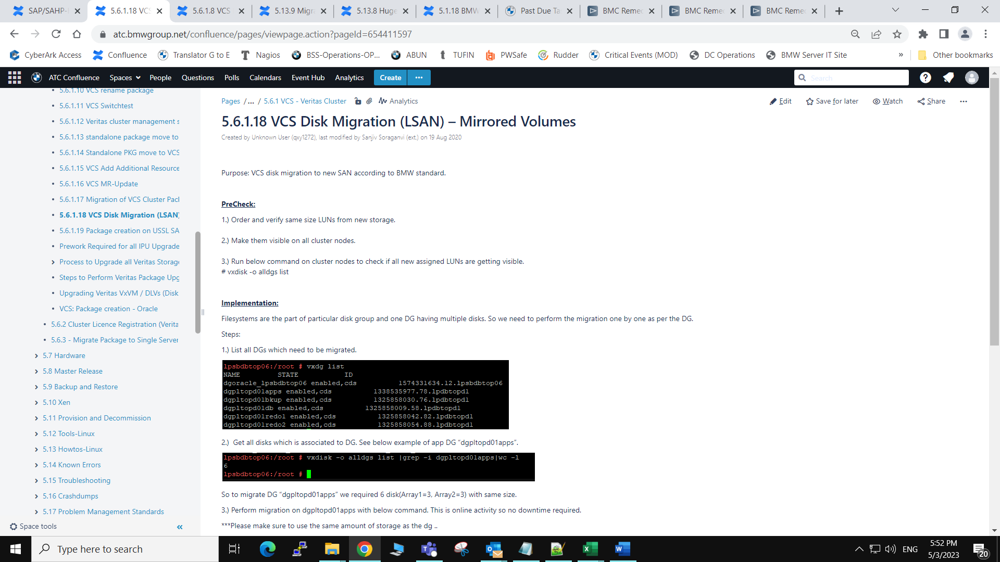 SAP/SAHP-
5.6.1.18 VCS
5.6.1.8 VCS
5.13.9 Migra
5.13.8 Huge
5.1.18 BMW
Past Due Ta
BMC Remed
BMC Remed
BMC Remed
atc.bmwgroup.net/confluence/pages/viewpage.action?pageId=654411597
CyberArk Access
Confluence
Translator G to E
Nagios
BSS-Operations-OP...
ABUN
TUFIN
PWSafe
Rudder
Critical Events (MOD)
DC Operations
BMW Server IT Site
»
Other bookmarks
ATC Confluence
Spaces
People
Questions
Polls
Calendars
Event Hub
Analytics
Create
Search
5.6.1.10 VCS rename package
5.6.1.11 VCS Switchtest
5.6.1.12 Veritas cluster management s
5.6.1.13 standalone package move to
5.6.1.14 Standalone PKG move to VCS
5.6.1.15 VCS Add Additional Resource
5.6.1.16 VCS MR-Update
5.6.1.17 Migration of VCS Cluster Pacl
5.6.1.18 VCS Disk Migration (LSAN)
5.6.1.19 Package creation on USSL SA
Prework Required for all IPU Upgrade
Process to Upgrade all Veritas Storage
Steps to Perform Veritas Package Upg
Upgrading Veritas VxVM / DLVs (Disk
VCS: Package creation - Oracle
5.6.2 Cluster Licence Registration (Verita
5.6.3 - Migrate Package to Single Server
5.7 Hardware
5.8 Master Release
5.9 Backup and Restore
5.10 Xen
5.11 Provision and Decommission
5.12 Tools-Linux
5.13 Howtos-Linux
5.14 Known Errors
5.15 Troubleshooting
5.16 Crashdumps
5.17 Problem Management Standards
Space tools
«
Pages /... / 5.6.1 VCS - Veritas Cluster Analytics
Edit Save for later Watch Share ...
5.6.1.18 VCS Disk Migration (LSAN) – Mirrored Volumes
Created by Unknown User (qxy1272), last modified by Sanjiv Soraganvi (ext.) on 19 Aug 2020
Purpose: VCS disk migration to new SAN according to BMW standard.
PreCheck:
1.) Order and verify same size LUNs from new storage.
2.) Make them visible on all cluster nodes.
3.) Run below command on cluster nodes to check if all new assigned LUNs are getting visible.
# vxdisk -o alldgs list
Implementation:
Filesystems are the part of particular disk group and one DG having multiple disks. So we need to perform the migration one by one as per the DG.
Steps:
1.) List all DGs which need to be migrated.
lpsbdbtop06:/root # vxdg list
NAME STATE ID
dgoracle_lpsbdbtop06 enabled,cds 1574331634.12.lpsbdbtop06
dgpltopd01apps enabled,cds 1338535977.78.lpdbtopd1
dgpltopd01bkup enabled,cds 1325858030.76.lpdbtopd1
dgpltopd01db enabled,cds 1325858009.58.lpdbtopd1
dgpltopd01redo1 enabled,cds 1325858042.82.lpdbtopd1
dgpltopd01redo2 enabled,cds 1325858054.88.lpdbtopd1
2.) Get all disks which is associated to DG. See below example of app DG “dgpltopd01apps”.
lpsbdbtop06:/root # vxdisk -o alldgs list |grep -i dgpltopd01apps|wc -l
6
lpsbdbtop06:/root #
So to migrate DG “dgpltopd01apps” we required 6 disk(Array1=3, Array2=3) with same size.
3.) Perform migration on dgpltopd01apps with below command. This is online activity so no downtime required.
***Please make sure to use the same amount of storage as the dg ..
Type here to search
ENG
5:52 PM
5/3/2023
20